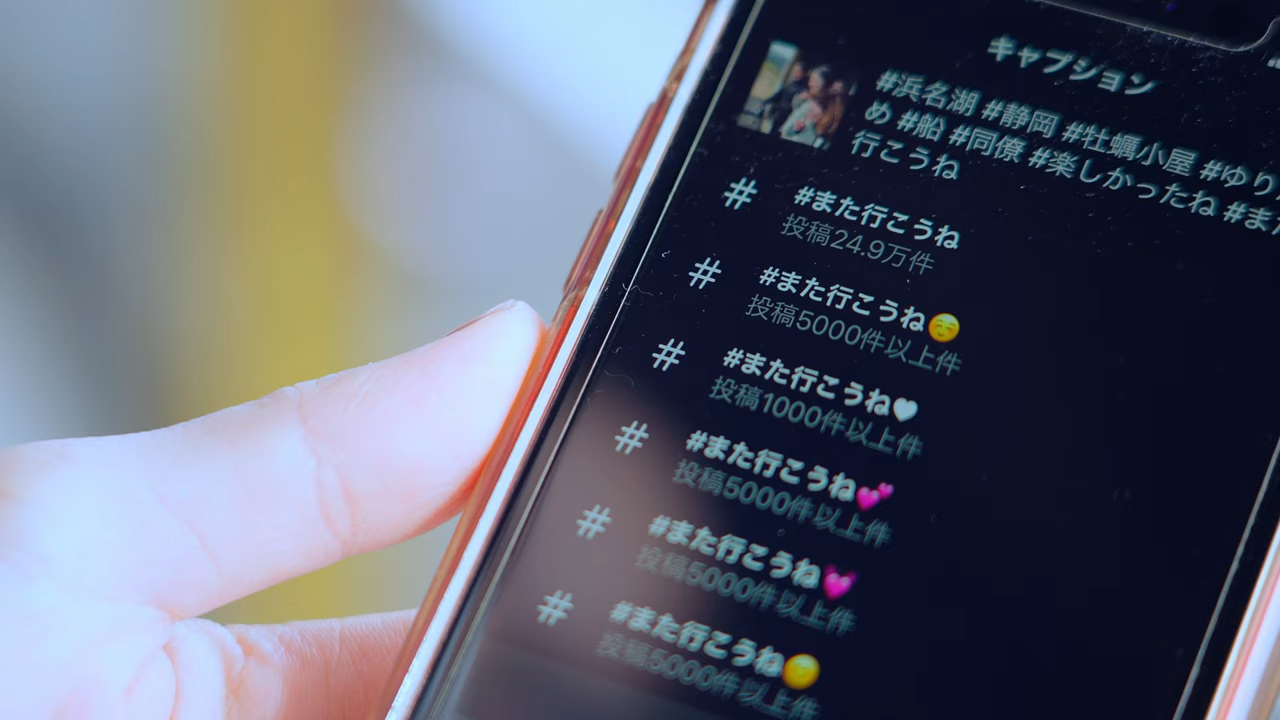 キャプション
#浜名湖 #静岡 #牡蠣小屋 #ゆり
め #船 #同僚 #楽しかったね #また
行こうね
# #また行こうね
投稿24.9万件
# #また行こうね☺️
投稿5000件以上件
# #また行こうね🤍
投稿1000件以上件
# #また行こうね💕
投稿5000件以上件
# #また行こうね💓
投稿5000件以上件
# #また行こうね
投稿5000件以上件